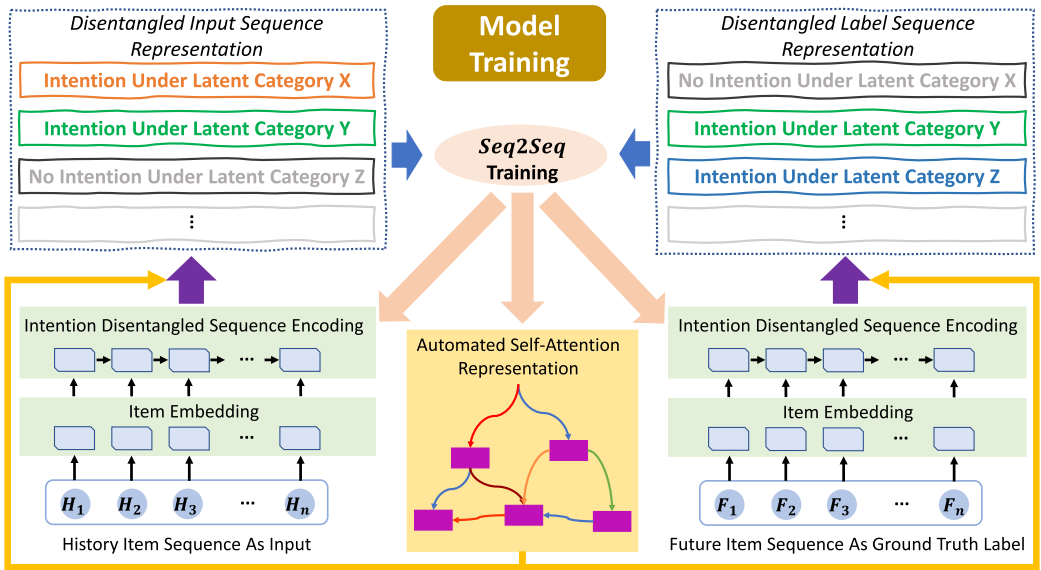 Disentangled Input Sequence
Representation
Intention Under Latent Category X
Intention Under Latent Category Y
No Intention Under Latent Category Z
⋮
Model
Training
Seq2Seq
Training
Disentangled Label Sequence
Representation
No Intention Under Latent Category X
Intention Under Latent Category Y
Intention Under Latent Category Z
⋮
Intention Disentangled Sequence Encoding
···
Item Embedding
···
H1 H2 H3 ··· Hn
History Item Sequence As Input
Automated Self-Attention
Representation
Intention Disentangled Sequence Encoding
···
Item Embedding
···
F1 F2 F3 ··· Fn
Future Item Sequence As Ground Truth Label